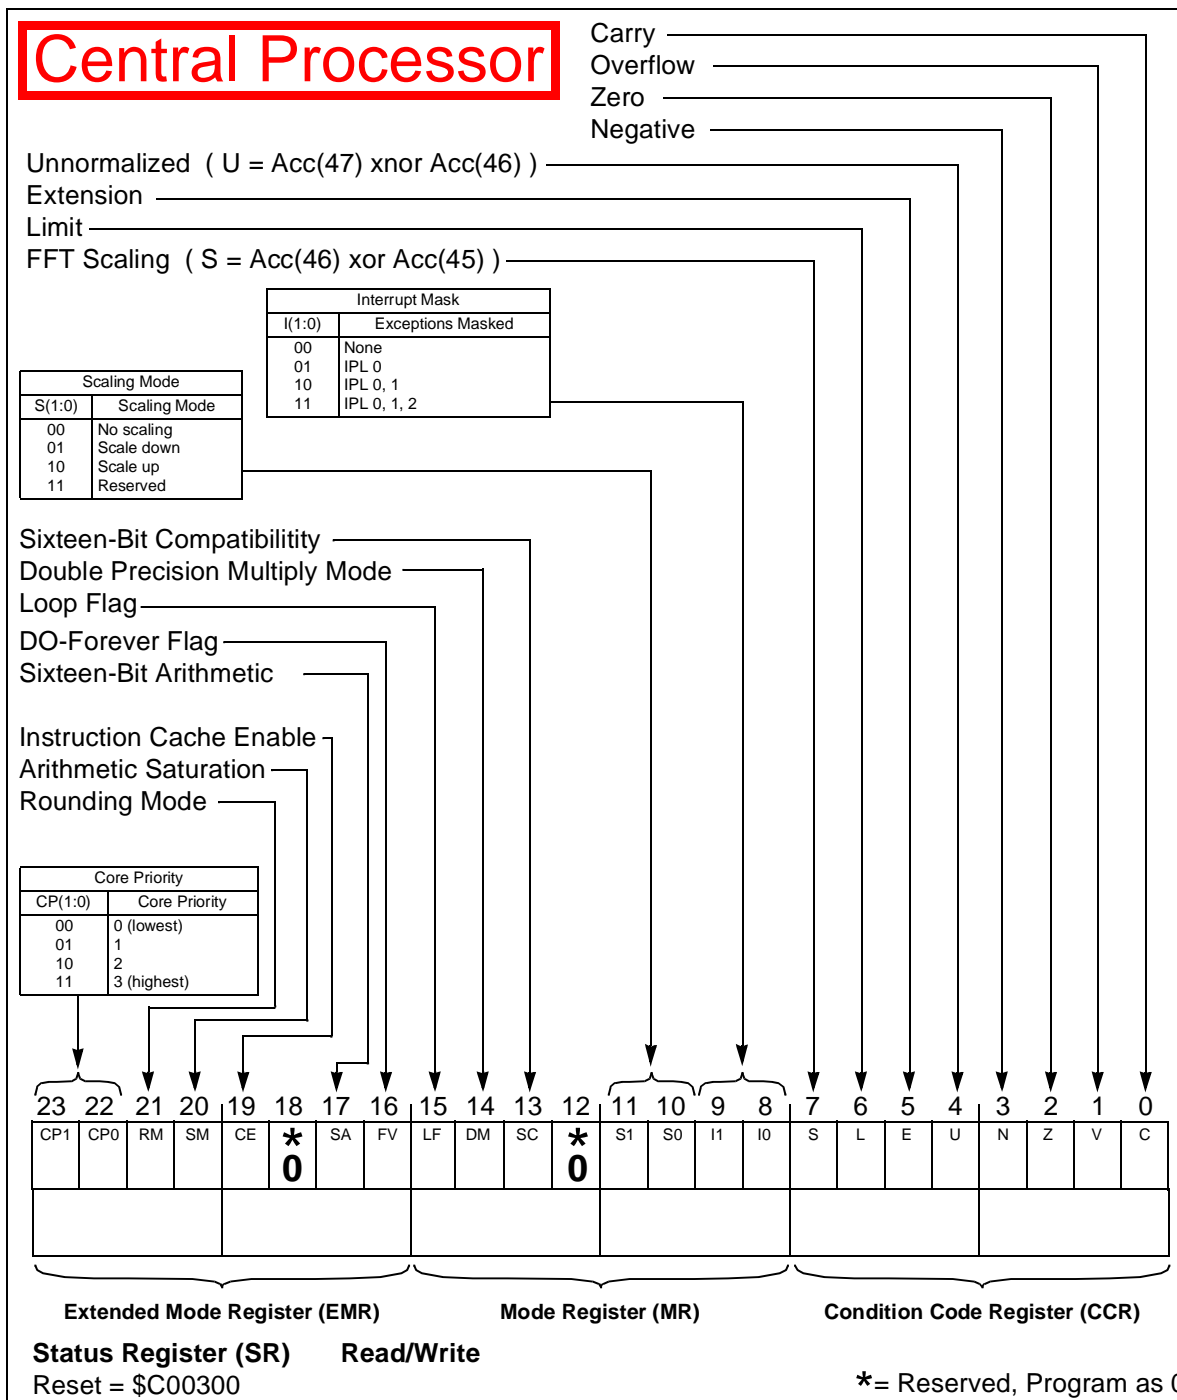 Central Processor
Carry
Overflow
Zero
Negative
Unnormalized ( U = Acc(47) xnor Acc(46) )
Extension
Limit
FFT Scaling ( S = Acc(46) xor Acc(45) )
Interrupt Mask
I(1:0) Exceptions Masked
00 None
01 IPL 0
10 IPL 0, 1
11 IPL 0, 1, 2
Scaling Mode
S(1:0) Scaling Mode
00 No scaling
01 Scale down
10 Scale up
11 Reserved
Sixteen-Bit Compatibilitity
Double Precision Multiply Mode
Loop Flag
DO-Forever Flag
Sixteen-Bit Arithmetic
Instruction Cache Enable
Arithmetic Saturation
Rounding Mode
Core Priority
CP(1:0) Core Priority
00 0 (lowest)
01 1
10 2
11 3 (highest)
23 22 21 20 19 18 17 16 15 14 13 12 11 10 9 8 7 6 5 4 3 2 1 0
CP1 CP0 RM SM CE * SA FV LF DM SC * S1 S0 I1 I0 S L E U N Z V C
0 0
Extended Mode Register (EMR) Mode Register (MR) Condition Code Register (CCR)
Status Register (SR) Read/Write
Reset = $C00300
*= Reserved, Program as 0